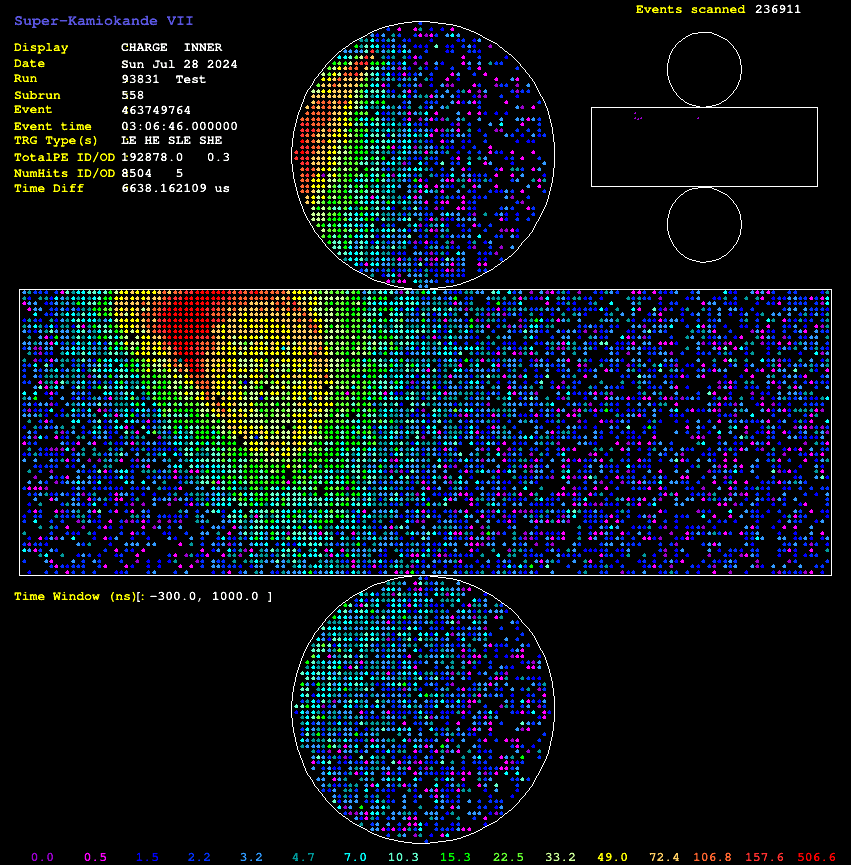 Super-Kamiokande VII
Events scanned 236911
Display CHARGE INNER
Date Sun Jul 28 2024
Run 93831 Test
Subrun 558
Event 463749764
Event time 03:06:46.000000
TRG Type(s) LE HE SLE SHE
TotalPE ID/OD 192878.0 0.3
NumHits ID/OD 8504 5
Time Diff 6638.162109 us
Time Window (ns)[: −300.0, 1000.0 ]
0.0 0.5 1.5 2.2 3.2 4.7 7.0 10.3 15.3 22.5 33.2 49.0 72.4 106.8 157.6 506.6